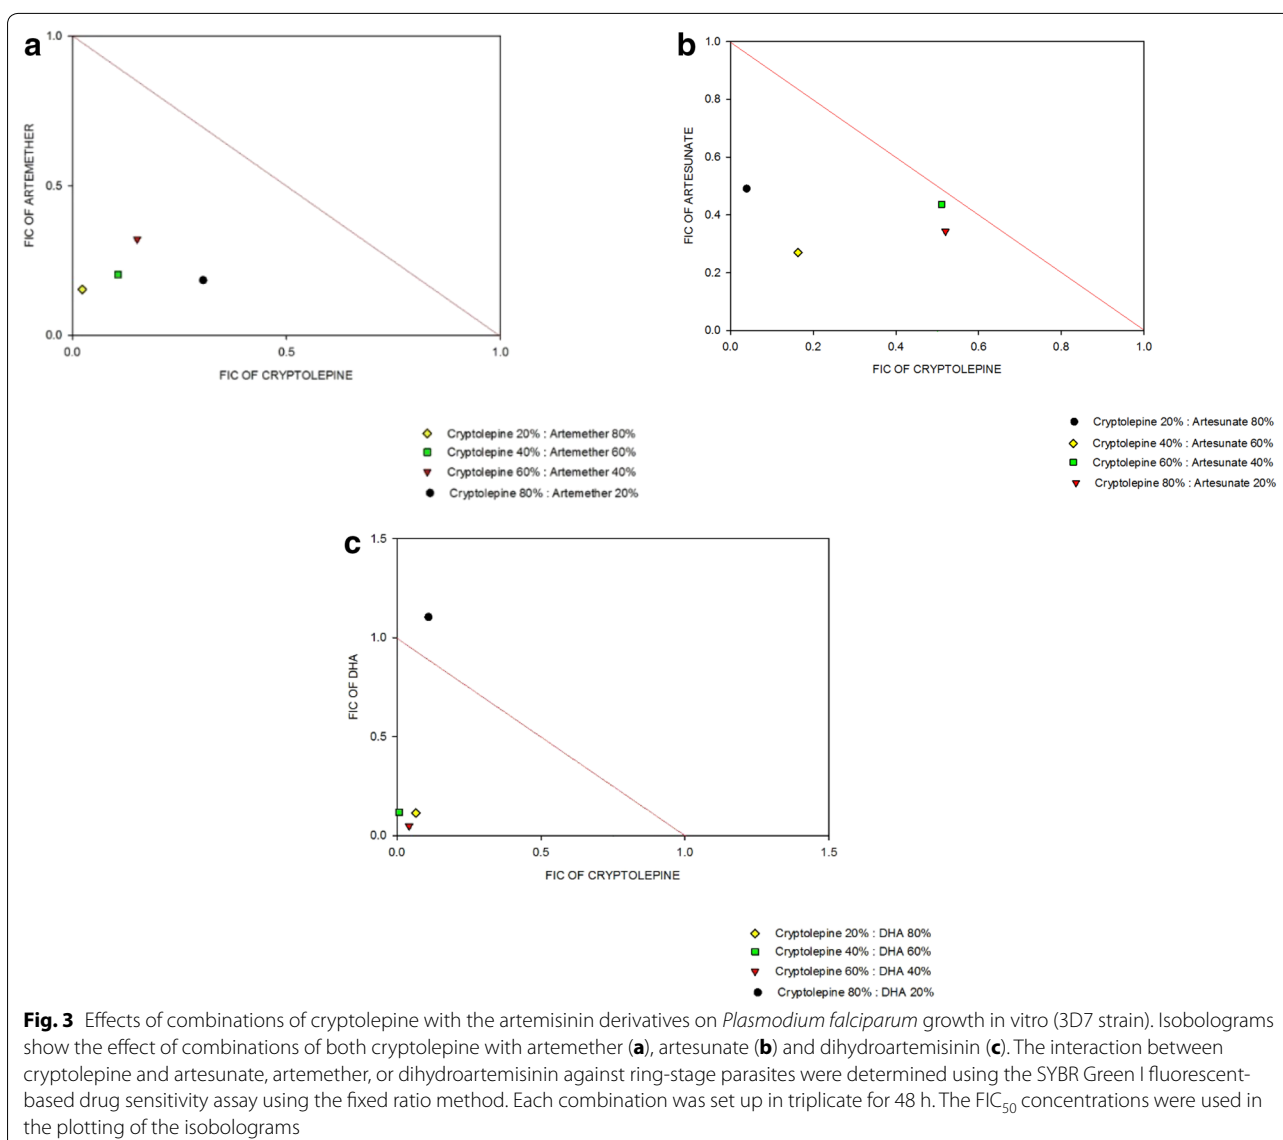 a
1.0
0.5
0.0
0.0
0.5
1.0
FIC OF ARTEMETHER
FIC OF CRYPTOLEPINE
Cryptolepine 20% : Artemether 80%
Cryptolepine 40% : Artemether 60%
Cryptolepine 60% : Artemether 40%
Cryptolepine 80% : Artemether 20%
b
1.0
0.8
0.6
0.4
0.2
0.0
0.0
0.2
0.4
0.6
0.8
1.0
FIC OF ARTESUNATE
FIC OF CRYPTOLEPINE
Cryptolepine 20% : Artesunate 80%
Cryptolepine 40% : Artesunate 60%
Cryptolepine 60% : Artesunate 40%
Cryptolepine 80% : Artesunate 20%
c
1.5
1.0
0.5
0.0
0.0
0.5
1.0
1.5
FIC OF DHA
FIC OF CRYPTOLEPINE
Cryptolepine 20% : DHA 80%
Cryptolepine 40% : DHA 60%
Cryptolepine 60% : DHA 40%
Cryptolepine 80% : DHA 20%
Fig. 3 Effects of combinations of cryptolepine with the artemisinin derivatives on Plasmodium falciparum growth in vitro (3D7 strain). Isobolograms
show the effect of combinations of both cryptolepine with artemether (a), artesunate (b) and dihydroartemisinin (c). The interaction between
cryptolepine and artesunate, artemether, or dihydroartemisinin against ring-stage parasites were determined using the SYBR Green I fluorescent-
based drug sensitivity assay using the fixed ratio method. Each combination was set up in triplicate for 48 h. The FIC50 concentrations were used in
the plotting of the isobolograms